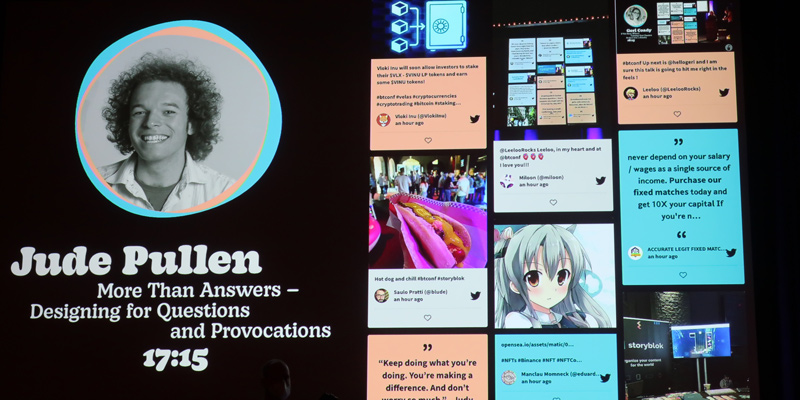 Jude Pullen
More Than Answers –
Designing for Questions
and Provocations
17:15
Vloki Inu will soon allow investors to stake
their $VLX - $VINU LP tokens and earn
some $VINU tokens!
#btconf #velas #cryptocurrencies
#cryptotrading #bitcoin #staking...
Vloki Inu (@Vlokiinu)
an hour ago
Hot dog and chill #btconf #storyblok
Saulo Pratti (@blude)
an hour ago
”
“Keep doing what you're
doing. You're making a
difference. And don't
@LeelooRocks Leeloo, in my heart and at
@btconf
I love you!!!
Miloon (@miloon)
an hour ago
opensea.io/assets/matic/0...
#NFTs #Binance #NFT #NFTCo...
Manclau Momneck (@eduard...
an hour ago
Gori Condy
#btconf Up next is @hellogeri and I am
sure this talk is going to hit me right in the
feels !
Leeloo (@LeelooRocks)
an hour ago
”
never depend on your salary
/ wages as a single source of
income. Purchase our
fixed matches today and
get 10X your capital If
you're n...
“
ACCURATE LEGIT FIXED MATC...
an hour ago
storyblok